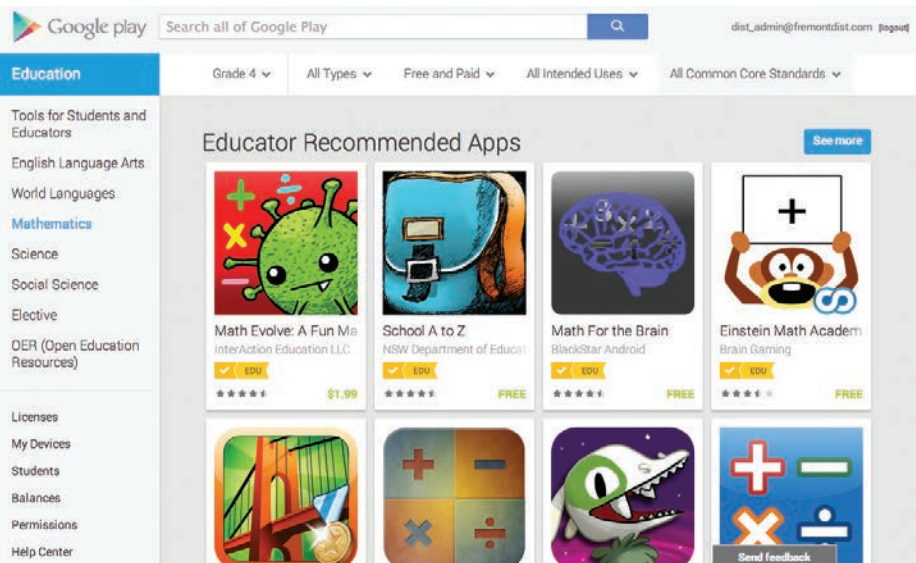 Google play
Search all of Google Play
dist_admin@fremontdist.com [logout]
Education
Grade 4
All Types
Free and Paid
All Intended Uses
All Common Core Standards
Tools for Students and
Educators
English Language Arts
World Languages
Mathematics
Science
Social Science
Elective
OER (Open Education
Resources)
Licenses
My Devices
Students
Balances
Permissions
Help Center
Educator Recommended Apps
See more
Math Evolve: A Fun Ma
InterAction Education LLC
EDU
$1.99
School A to Z
NSW Department of Educat
EDU
FREE
Math For the Brain
BlackStar Android
EDU
FREE
Einstein Math Academ
Brain Gaming
EDU
FREE
Send feedback